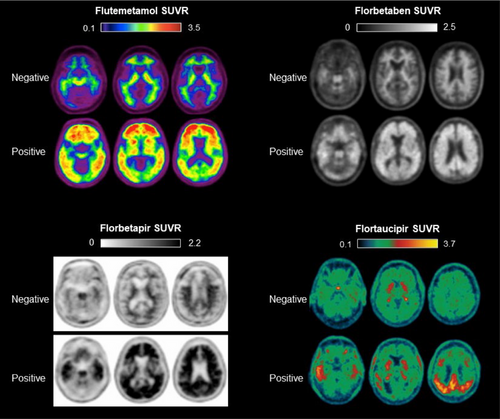 Flutemetamol SUVR
0.1 3.5
Negative
Positive
Florbetaben SUVR
0 2.5
Negative
Positive
Florbetapir SUVR
0 2.2
Negative
Positive
Flortaucipir SUVR
0.1 3.7
Negative
Positive